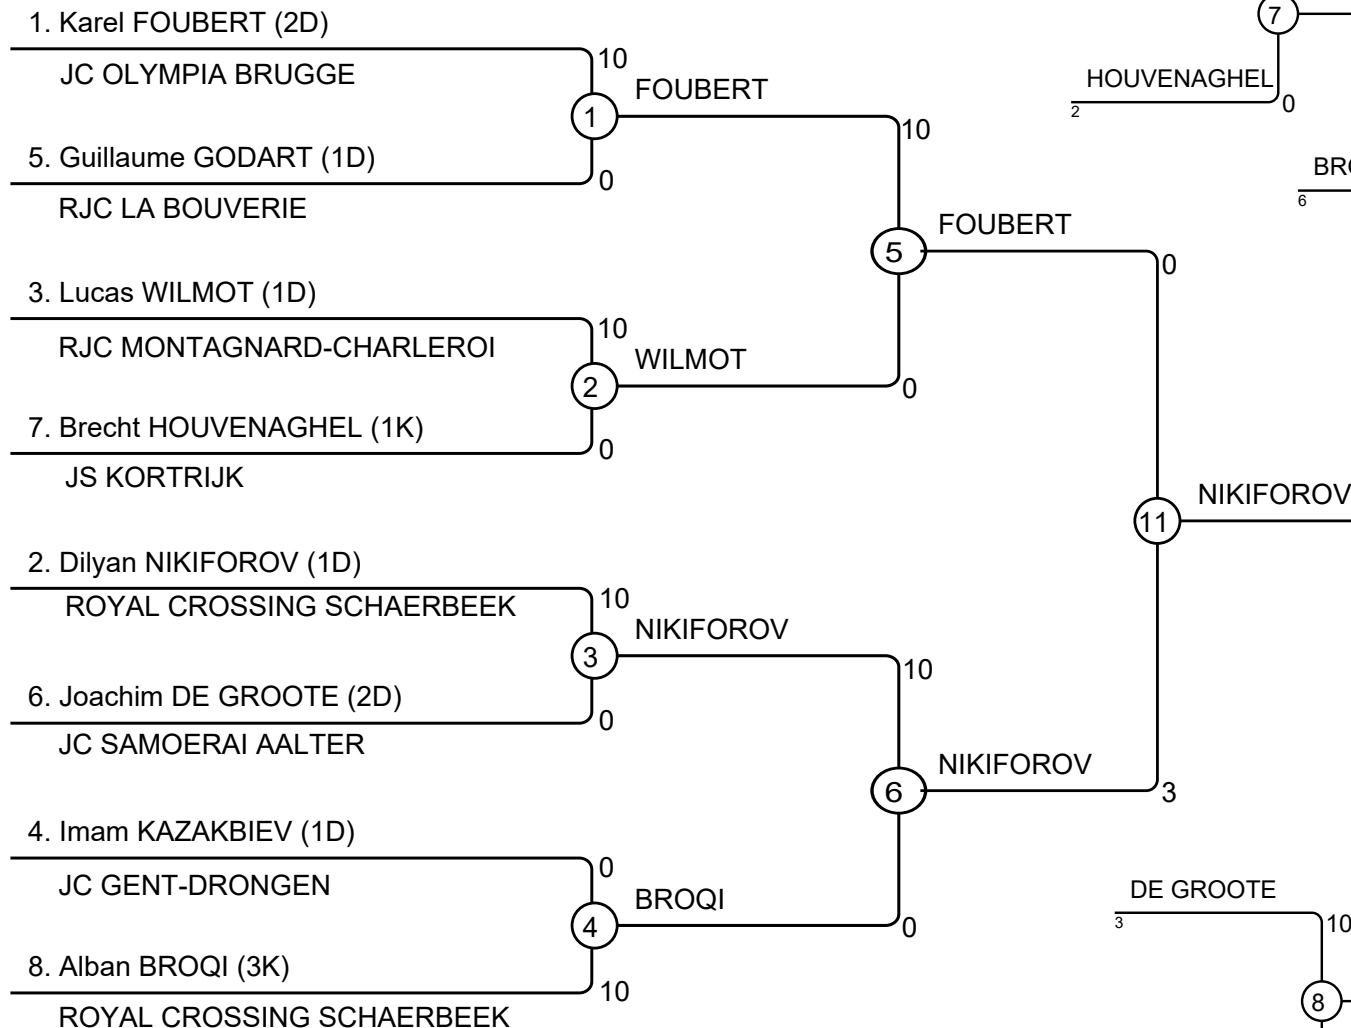 1. Karel FOUBERT (2D)
10
JC OLYMPIA BRUGGE
1
FOUBERT
5. Guillaume GODART (1D)
0
RJC LA BOUVERIE
10
5
FOUBERT
0
3. Lucas WILMOT (1D)
10
RJC MONTAGNARD-CHARLEROI
2
WILMOT
0
7. Brecht HOUVENAGHEL (1K)
0
JS KORTRIJK
11
NIKIFOROV
2. Dilyan NIKIFOROV (1D)
10
ROYAL CROSSING SCHAERBEEK
3
NIKIFOROV
10
6. Joachim DE GROOTE (2D)
0
JC SAMOERAI AALTER
6
NIKIFOROV
3
4. Imam KAZAKBIEV (1D)
0
JC GENT-DRONGEN
4
BROQI
0
8. Alban BROQI (3K)
10
ROYAL CROSSING SCHAERBEEK
7
HOUVENAGHEL
2
0
BRO
6
DE GROOTE
3
10
8